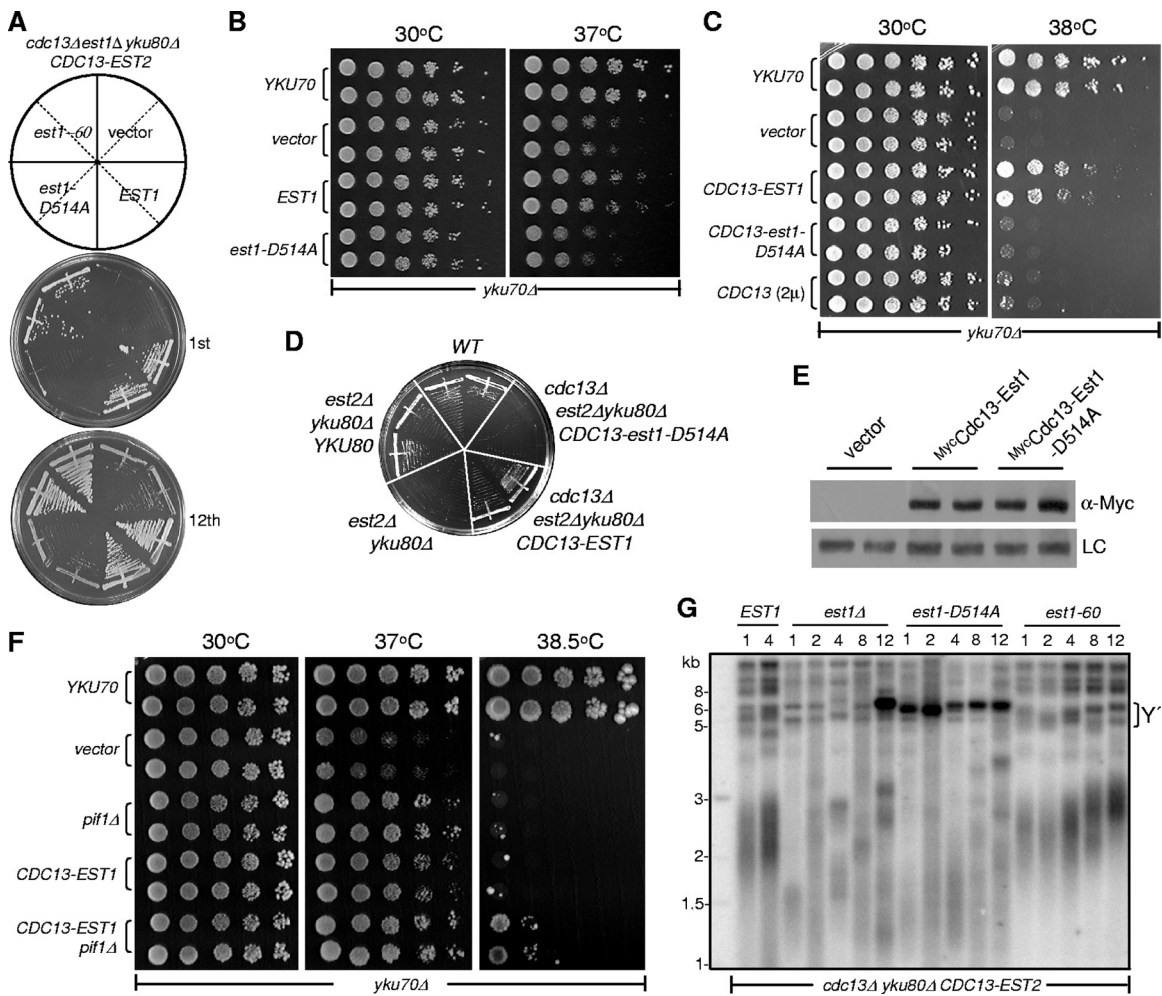 A
cdc13Δest1Δ yku80Δ
CDC13-EST2
est1--60
vector
est1-
D514A
EST1
1st
12th
B
30°C
37°C
YKU70
vector
EST1
est1-D514A
yku70Δ
C
30°C
38°C
YKU70
vector
CDC13-EST1
CDC13-est1-
D514A
CDC13 (2μ)
yku70Δ
D
WT
est2Δ
yku80Δ
YKU80
cdc13Δ
est2Δyku80Δ
CDC13-est1-D514A
est2Δ
yku80Δ
cdc13Δ
est2Δyku80Δ
CDC13-EST1
E
vector
MycCdc13-Est1
MycCdc13-Est1
-D514A
α-Myc
LC
F
30°C
37°C
38.5°C
YKU70
vector
pif1Δ
CDC13-EST1
CDC13-EST1
pif1Δ
yku70Δ
G
EST1 est1Δ est1-D514A est1-60
1 4 1 2 4 8 12 1 2 4 8 12 1 2 4 8 12
kb
8-
6-
5-
3-
2-
1.5-
1-
Y'
cdc13Δ yku80Δ CDC13-EST2